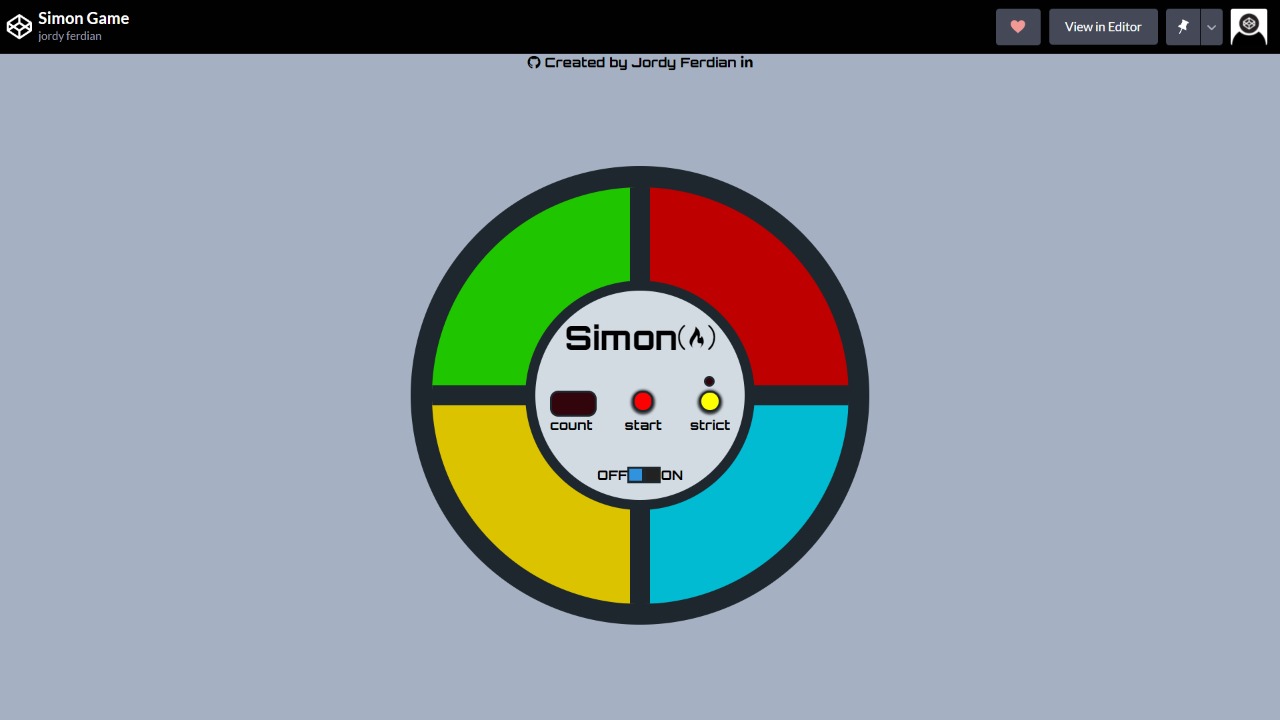 Simon Game
jordy ferdian
View in Editor
Created by Jordy Ferdian in
Simon
count start strict
OFF ON